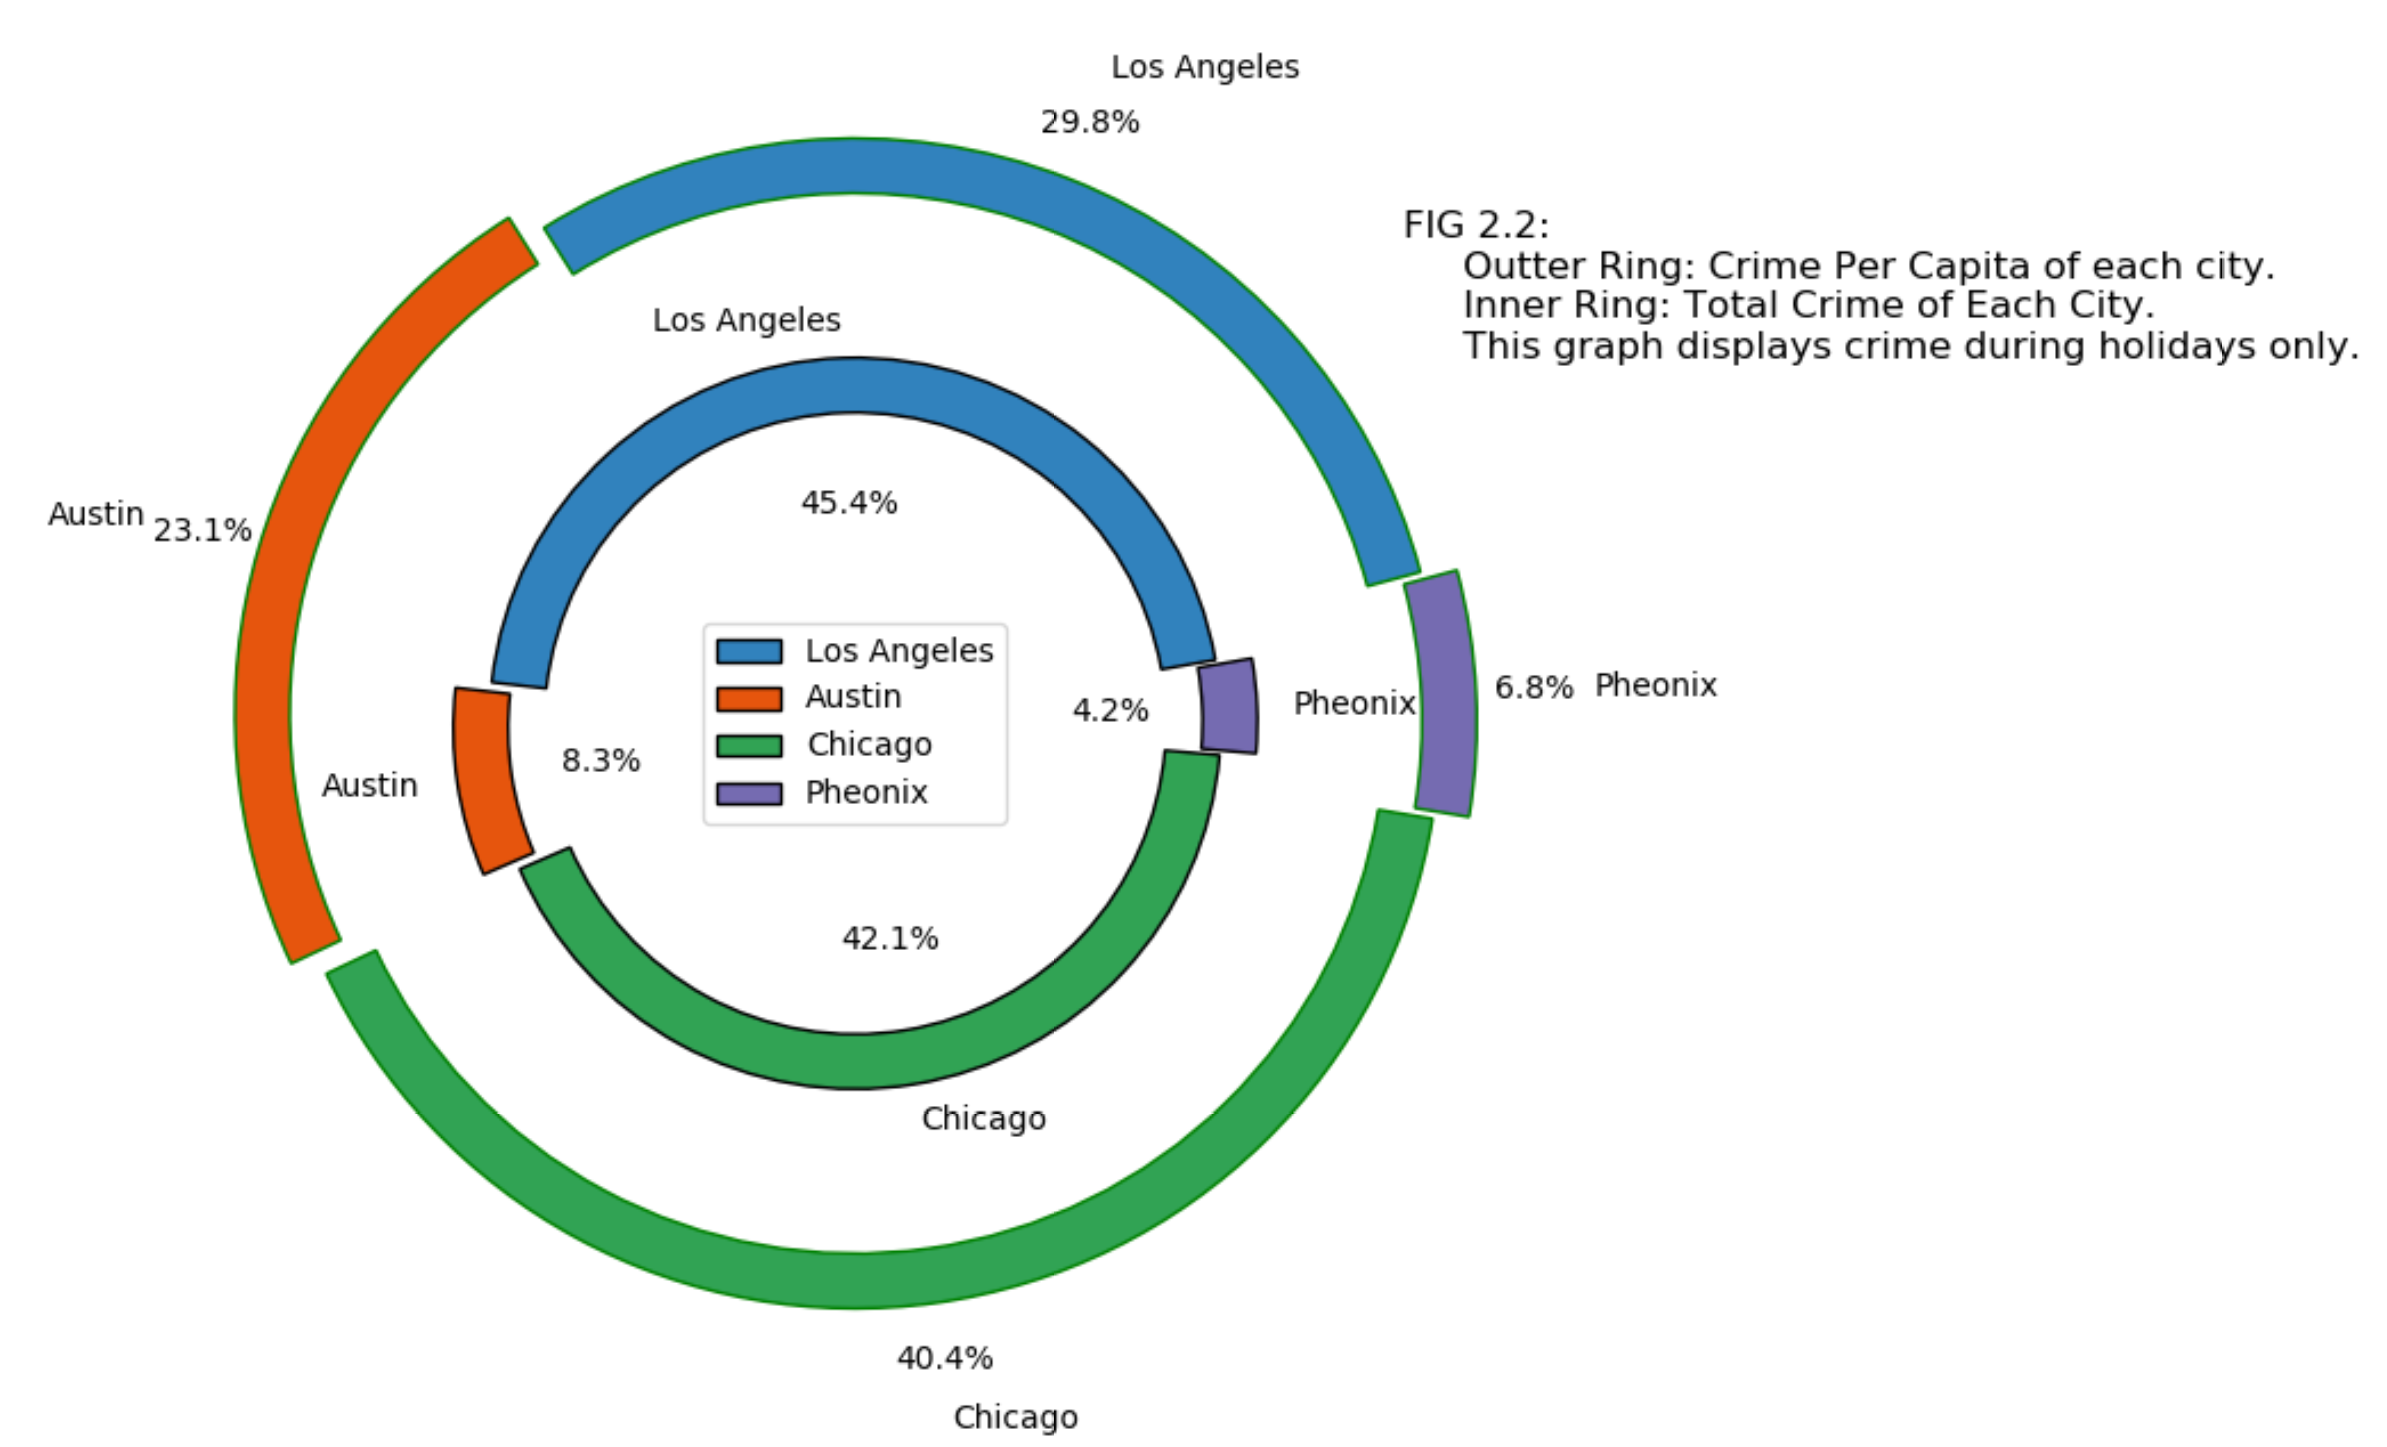 Los Angeles
29.8%
FIG 2.2:
Outter Ring: Crime Per Capita of each city.
Inner Ring: Total Crime of Each City.
This graph displays crime during holidays only.
Los Angeles
45.4%
Austin
23.1%
Los Angeles
Austin
Chicago
Pheonix
4.2%
Pheonix
6.8%
Pheonix
8.3%
Austin
42.1%
Chicago
40.4%
Chicago